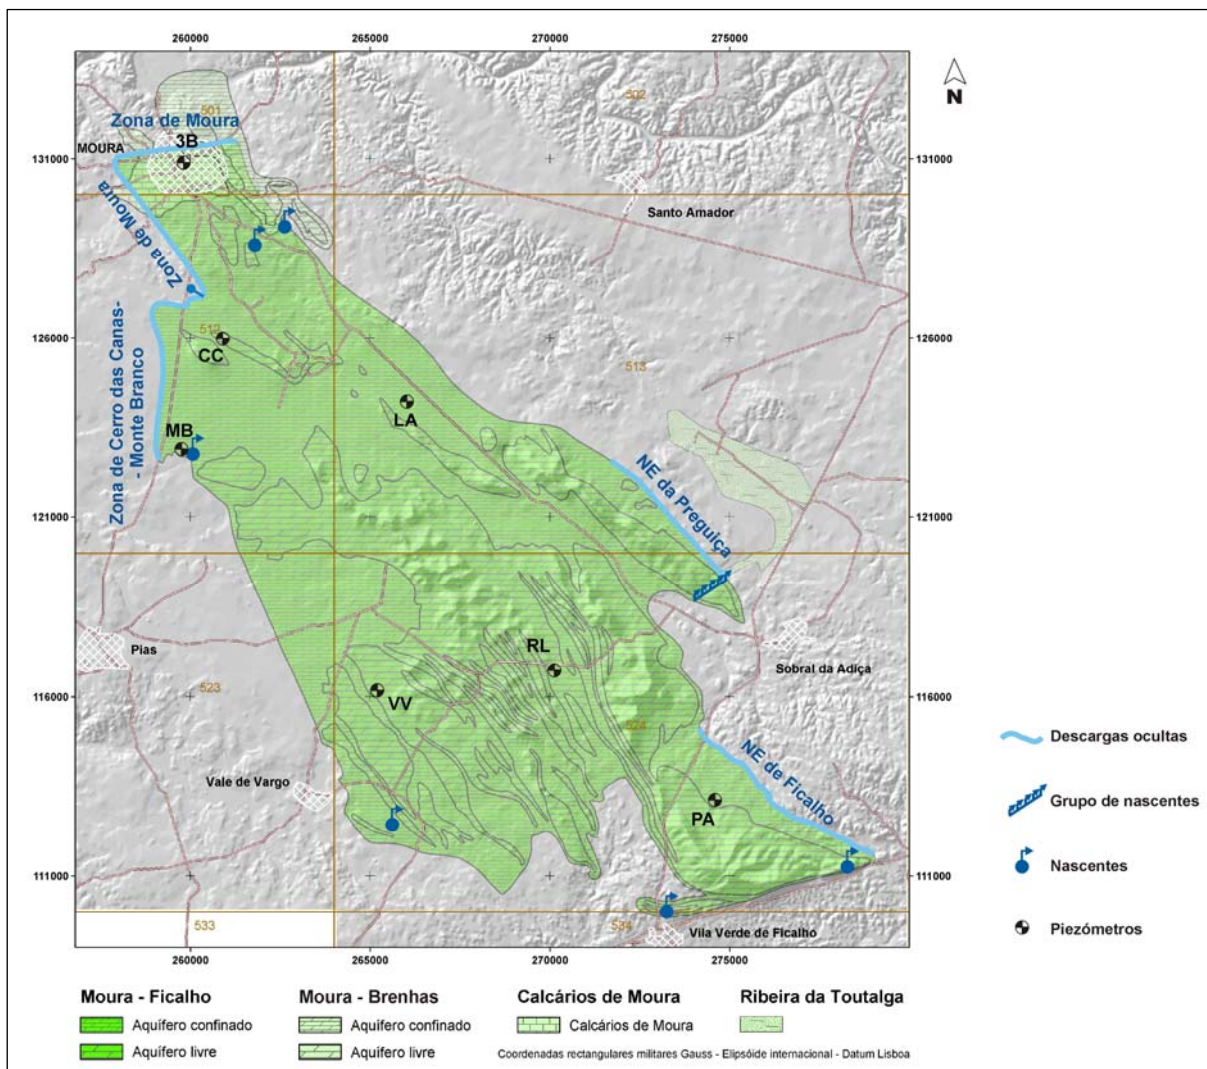 260000 265000 270000 275000
N
501
502
Zona de Moura
131000
MOURA
3B
131000
Santo Amador
Zona de Moura
126000
512
CC
513
126000
Zona de Cerro das Canas-
- Monte Branco
LA
MB
NE da Preguiça
121000
121000
Pias
RL
Sobral da Adiça
523
116000
VV
524
116000
Vale de Vargo
NE de Ficalho
PA
111000
111000
533
534
Vila Verde de Ficalho
260000 265000 270000 275000
Descargas ocultas
Grupo de nascentes
Nascentes
Piezómetros
Moura - Ficalho
Aquífero confinado
Aquífero livre
Moura - Brenhas
Aquífero confinado
Aquífero livre
Calcários de Moura
Calcários de Moura
Ribeira da Toutalga
Coordenadas rectangulares militares Gauss - Elipsóide internacional - Datum Lisboa